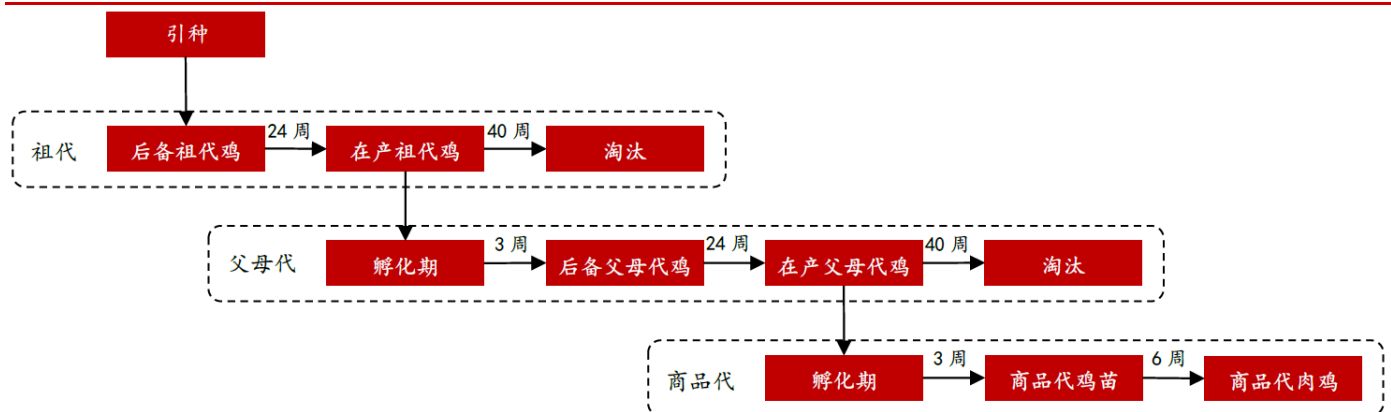 引种
祖代
后备祖代鸡
24 周
在产祖代鸡
40 周
淘汰
父母代
孵化期
3 周
后备父母代鸡
24 周
在产父母代鸡
40 周
淘汰
商品代
孵化期
3 周
商品代鸡苗
6 周
商品代肉鸡